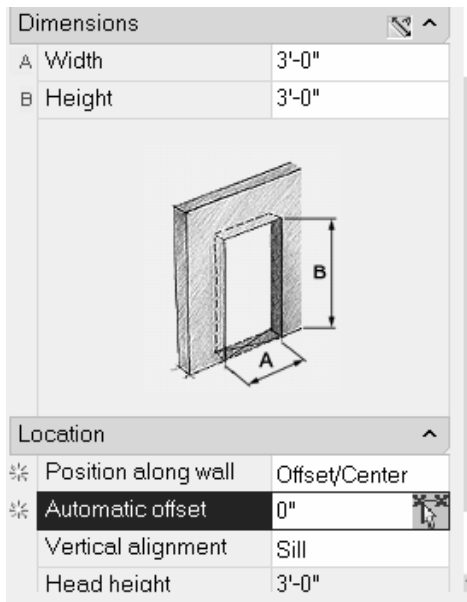 Dimensions
A Width 3'-0"
B Height 3'-0"
B
A
Location
Position along wall Offset/Center
Automatic offset 0"
Vertical alignment Sill
Head height 3'-0"